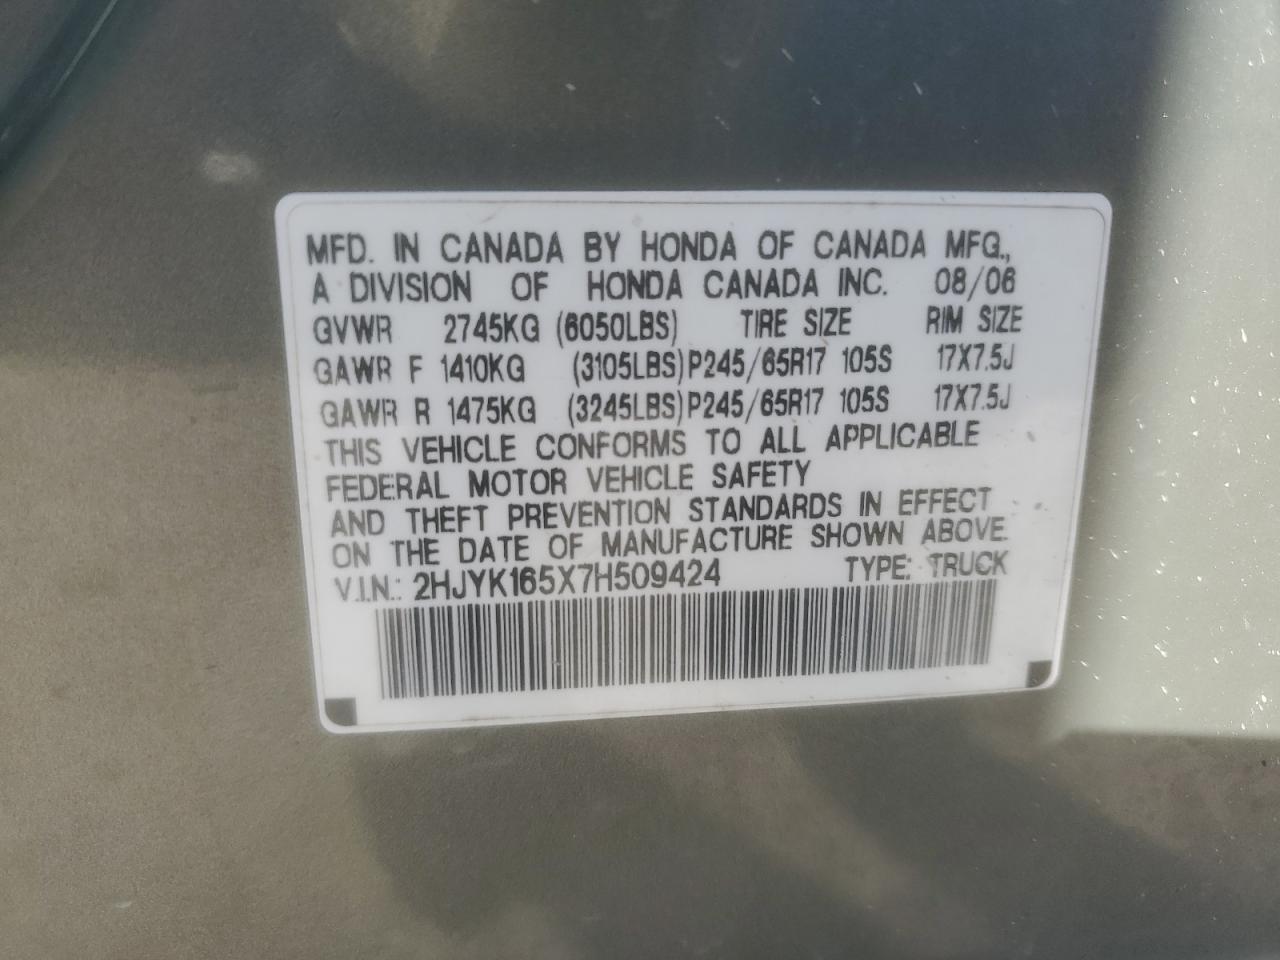 MFD. IN CANADA BY HONDA OF CANADA MFG.,
A DIVISION OF HONDA CANADA INC. 08/06
GVWR 2745KG (6050LBS) TIRE SIZE RIM SIZE
GAWR F 1410KG (3105LBS) P245/65R17 105S 17X7.5J
GAWR R 1475KG (3245LBS) P245/65R17 105S 17X7.5J
THIS VEHICLE CONFORMS TO ALL APPLICABLE
FEDERAL MOTOR VEHICLE SAFETY
AND THEFT PREVENTION STANDARDS IN EFFECT
ON THE DATE OF MANUFACTURE SHOWN ABOVE.
V.I.N.: 2HJYK165X7H509424 TYPE: TRUCK